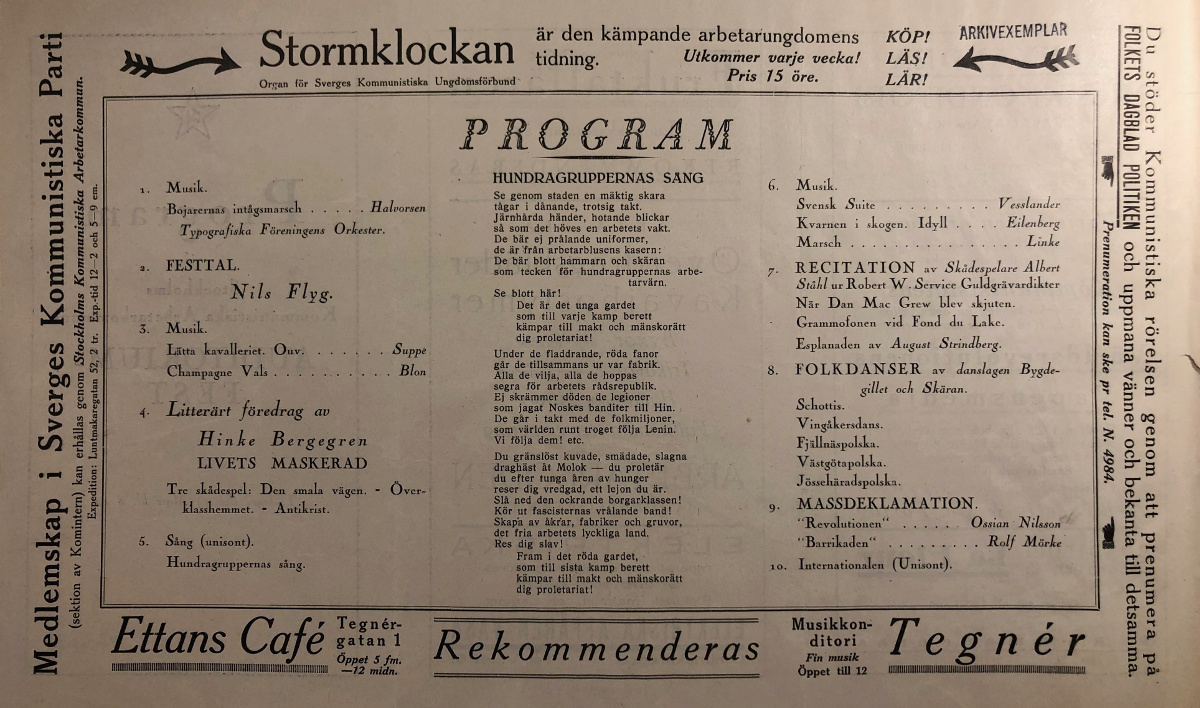 Stormklockan
Organ för Sverges Kommunistiska Ungdomsförbund
är den kämpande arbetarungdomens
tidning.
Utkommer varje vecka!
Pris 15 öre.
KÖP!
LÄS!
LÄR!
ARKIVEXEMPLAR
Medlemskap i Sverges Kommunistiska Parti
(sektion av Komintern) kan erhållas genom Stockholms Kommunistiska Arbetarkommun.
Expedition: Luntmakaregatan 52, 2 tr. Exp.-tid 12—2 och 5—9 em.
PROGRAM
1. Musik.
Bojarernas intågsmarsch . . . . . Halvorsen
Typografiska Föreningens Orkester.
2. FESTTAL.
Nils Flyg.
3. Musik.
Lätta kavalleriet. Ouv. . . . . . . Suppe
Champagne Vals . . . . . . . . . . Blon
4. Litterärt föredrag av
Hinke Bergegren
LIVETS MASKERAD
Tre skådespel: Den smala vägen. - Över-
klasshemmet. - Antikrist.
5. Sång (unisont).
Hundragruppernas sång.
HUNDRAGRUPPERNAS SANG
Se genom staden en mäktig skara
tågar i dånande, trotsig takt.
Järnhårda händer, hotande blickar
så som det höves en arbetets vakt.
De bär ej prålande uniformer,
de är från arbetarblusens kasern:
De bär blott hammarn och skäran
som tecken för hundragruppernas arbe-
tarvärn.
Se blott här!
Det är det unga gardet
som till varje kamp berett
kämpar till makt och mänskorätt
dig proletariat!
Under de fladdrande, röda fanor
går de tillsammans ur var fabrik.
Alla de vilja, alla de hoppas
segra för arbetets rådsrepublik.
Ej skrämmer döden de legioner
som jagat Noskes banditer till Hin.
De går i takt med de folkmiljoner,
som världen runt troget följa Lenin.
Vi följa dem! etc.
Du gränslöst kuvade, smädade, slagna
draghäst åt Molok — du proletär
du efter tunga åren av hunger
reser dig vredgad, ett lejon du är.
Slå ned den ockrande borgarklassen!
Kör ut fascisternas vrålande band!
Skapa av åkrar, fabriker och gruvor,
det fria arbetets lyckliga land.
Res dig slav!
Fram i det röda gardet,
som till sista kamp berett
kämpar till makt och mänskorätt
dig proletariat!
6. Musik.
Svensk Suite . . . . . . . . . Vesslander
Kvarnen i skogen. Idyll . . . . Eilenberg
Marsch . . . . . . . . . . . . . . . Linke
7. RECITATION av Skådespelare Albert
Ståhl ur Robert W. Service Guldgrävardikter
När Dan Mac Grew blev skjuten.
Grammofonen vid Fond du Lake.
Esplanaden av August Strindberg.
8. FOLKDANSER av danslagen Bygde-
gillet och Skäran.
Schottis.
Vingåkersdans.
Fjällnäspolska.
Västgötapolska.
Jössehäradspolska.
9. MASSDEKLAMATION.
"Revolutionen" . . . . . Ossian Nilsson
"Barrikaden" . . . . . . . . . Rolf Mörke
10. Internationalen (Unisont).
Du stöder Kommunistiska rörelsen genom att prenumera på
FOLKETS DAGBLAD POLITIKEN och uppmana vänner och bekanta till detsamma.
Prenumeration kan ske pr tel. N. 4984.
Ettans Café
Tegnér-
gatan 1
Öppet 5 fm.
—12 midn.
Rekommenderas
Musikkon-
ditori
Fin musik
Öppet till 12
Tegnér